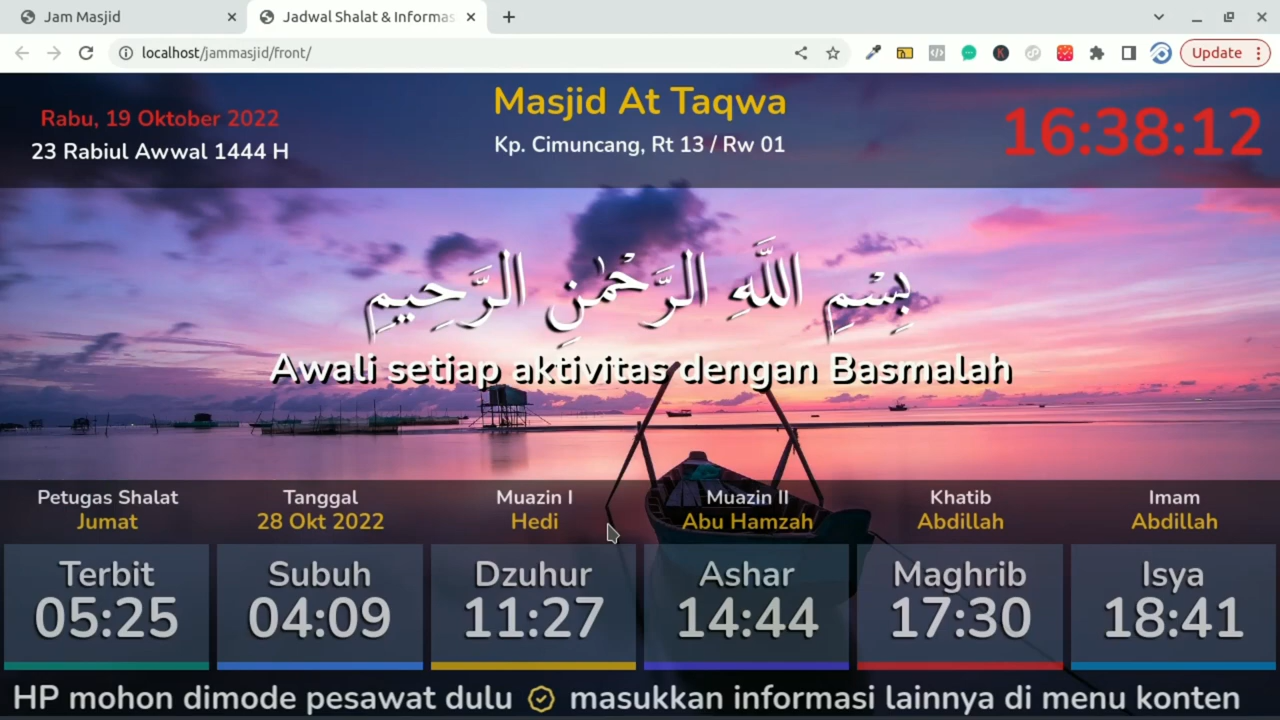 Jam Masjid
Jadwal Shalat & Informas
localhost/jammasjid/front/
Update
Rabu, 19 Oktober 2022
23 Rabiul Awwal 1444 H
Masjid At Taqwa
Kp. Cimuncang, Rt 13 / Rw 01
16:38:12
بِسْمِ اللَّهِ الرَّحْمَٰنِ الرَّحِيمِ
Awali setiap aktivitas dengan Basmalah
Petugas Shalat
Jumat
Tanggal
28 Okt 2022
Muazin I
Hedi
Muazin II
Abu Hamzah
Khatib
Abdillah
Imam
Abdillah
Terbit
05:25
Subuh
04:09
Dzuhur
11:27
Ashar
14:44
Maghrib
17:30
Isya
18:41
HP mohon dimode pesawat dulu masukkan informasi lainnya di menu konten